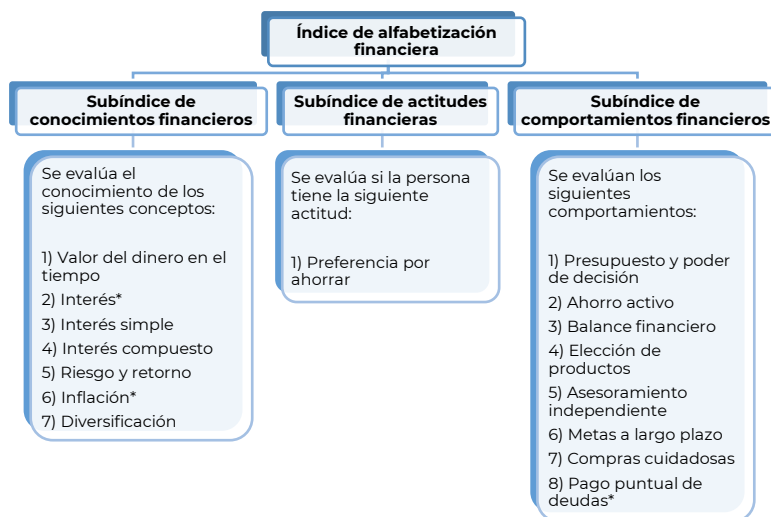 Índice de alfabetización
financiera
Subíndice de
conocimientos financieros
Se evalúa el
conocimiento de los
siguientes conceptos:
1) Valor del dinero en el
tiempo
2) Interés*
3) Interés simple
4) Interés compuesto
5) Riesgo y retorno
6) Inflación*
7) Diversificación
Subíndice de actitudes
financieras
Se evalúa si la persona
tiene la siguiente
actitud:
1) Preferencia por
ahorrar
Subíndice de
comportamientos financieros
Se evalúan los
siguientes
comportamientos:
1) Presupuesto y poder
de decisión
2) Ahorro activo
3) Balance financiero
4) Elección de
productos
5) Asesoramiento
independiente
6) Metas a largo plazo
7) Compras cuidadosas
8) Pago puntual de
deudas*